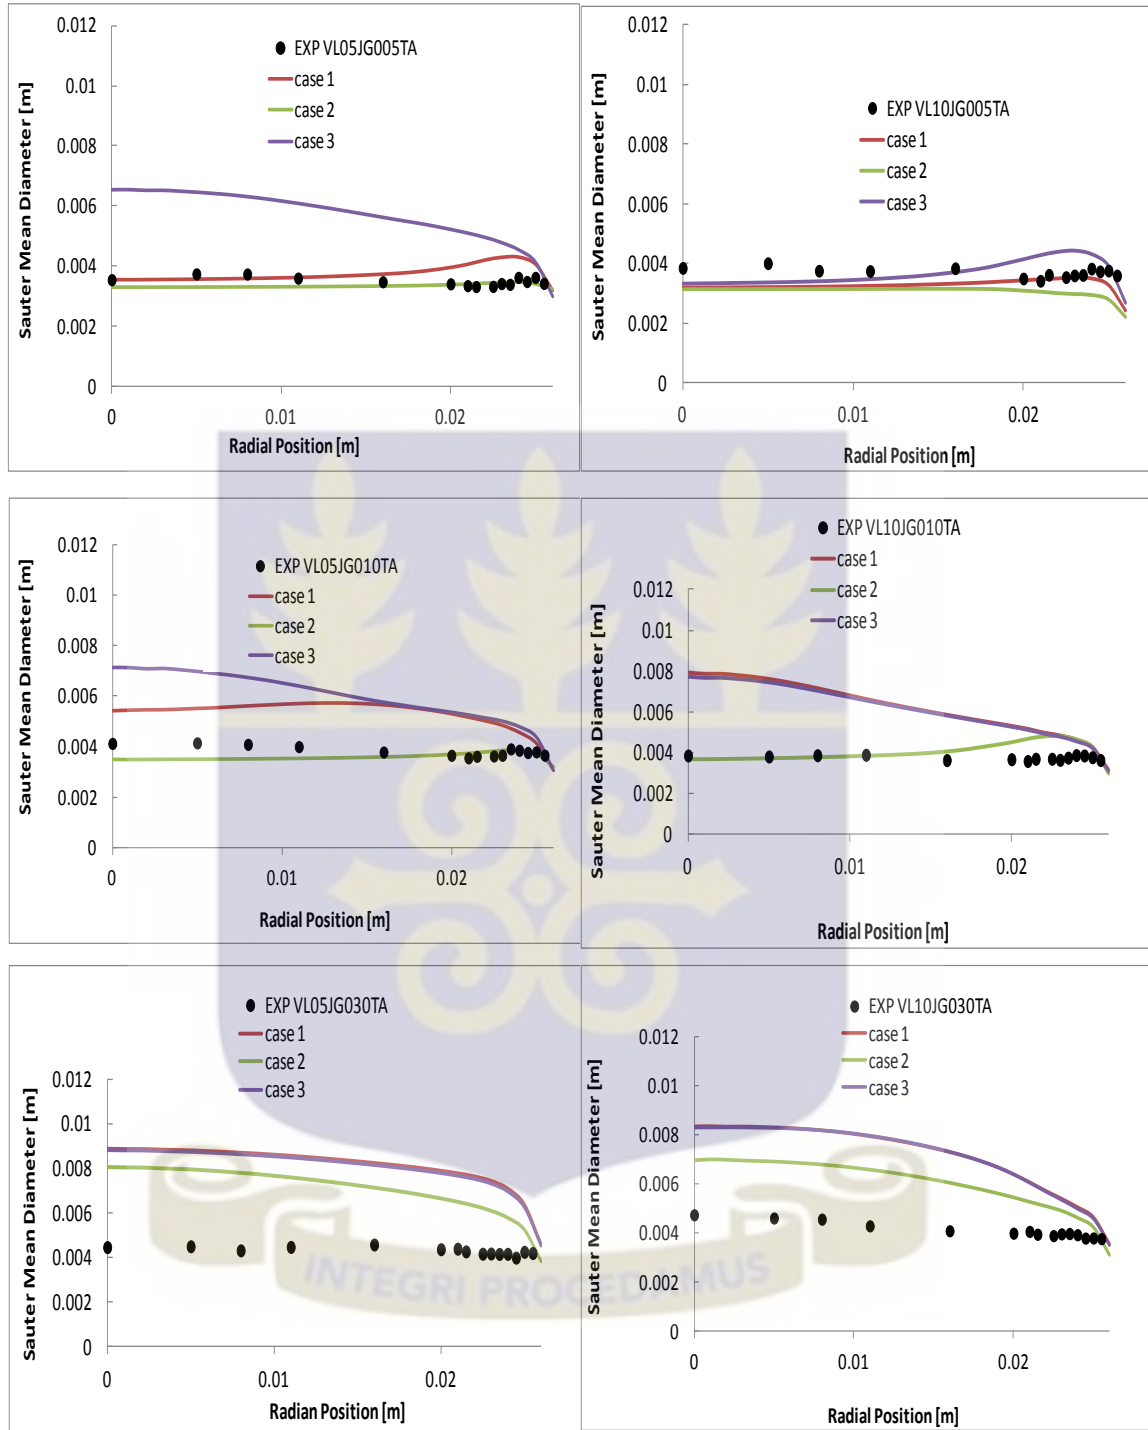 0.012
0.01
0.008
0.006
0.004
0.002
0
0
0.01
0.02
Sauter Mean Diameter [m]
Radial Position [m]
EXP VL05JG005TA
case 1
case 2
case 3
0.012
0.01
0.008
0.006
0.004
0.002
0
0
0.01
0.02
Sauter Mean Diameter [m]
Radial Position [m]
EXP VL10JG005TA
case 1
case 2
case 3
0.012
0.01
0.008
0.006
0.004
0.002
0
0
0.01
0.02
Sauter Mean DIameter [m]
Radial Position [m]
EXP VL05JG010TA
case 1
case 2
case 3
0.012
0.01
0.008
0.006
0.004
0.002
0
0
0.01
0.02
Sauter Mean Diameter [m]
Radial Position [m]
EXP VL10JG010TA
case 1
case 2
case 3
0.012
0.01
0.008
0.006
0.004
0.002
0
0
0.01
0.02
Sauter Mean Diameter [m]
Radian Position [m]
EXP VL05JG030TA
case 1
case 2
case 3
0.012
0.01
0.008
0.006
0.004
0.002
0
0
0.01
0.02
Sauter Mean Diameter [m]
Radial Position [m]
EXP VL10JG030TA
case 1
case 2
case 3
INTEGRI PROCEDAMUS